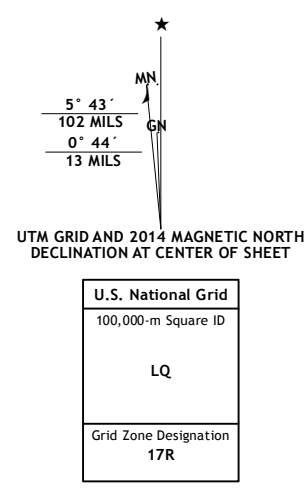 ★
MN
5° 43´
102 MILS
GN
0° 44´
13 MILS
UTM GRID AND 2014 MAGNETIC NORTH
DECLINATION AT CENTER OF SHEET
U.S. National Grid
100,000-m Square ID
LQ
Grid Zone Designation
17R